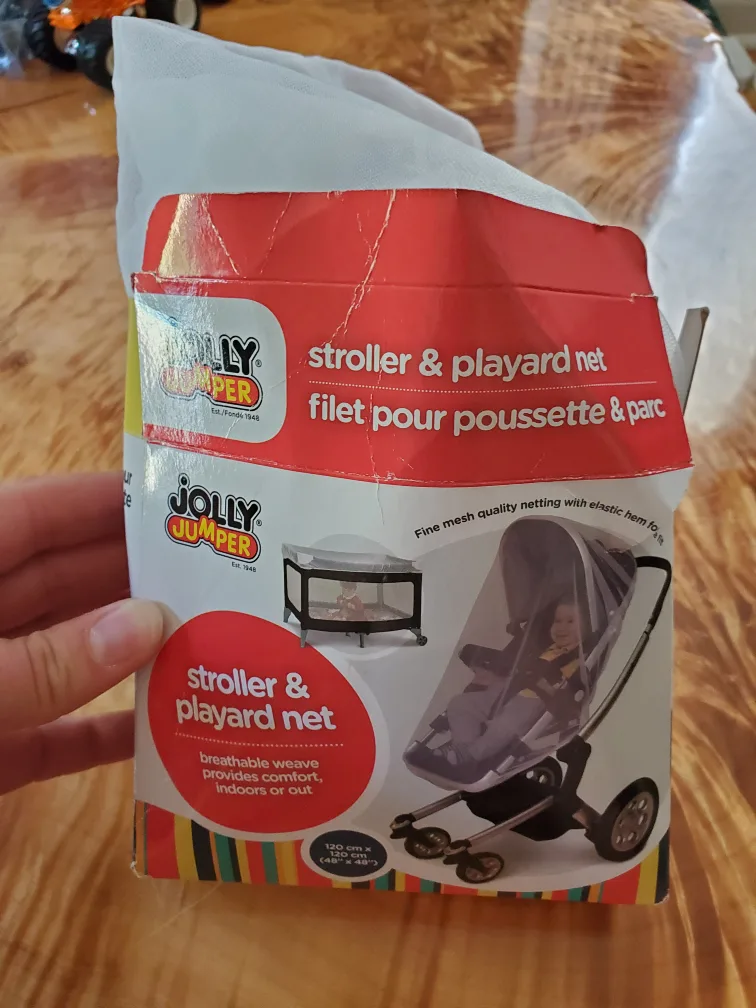 JOLLY
JUMPER
Est./Fondé 1948
stroller & playard net
filet pour poussette & parc
JOLLY
JUMPER
Est. 1948
Fine mesh quality netting with elastic hem for a fit
stroller &
playard net
breathable weave
provides comfort,
indoors or out
120 cm x
120 cm
(48" x 48")